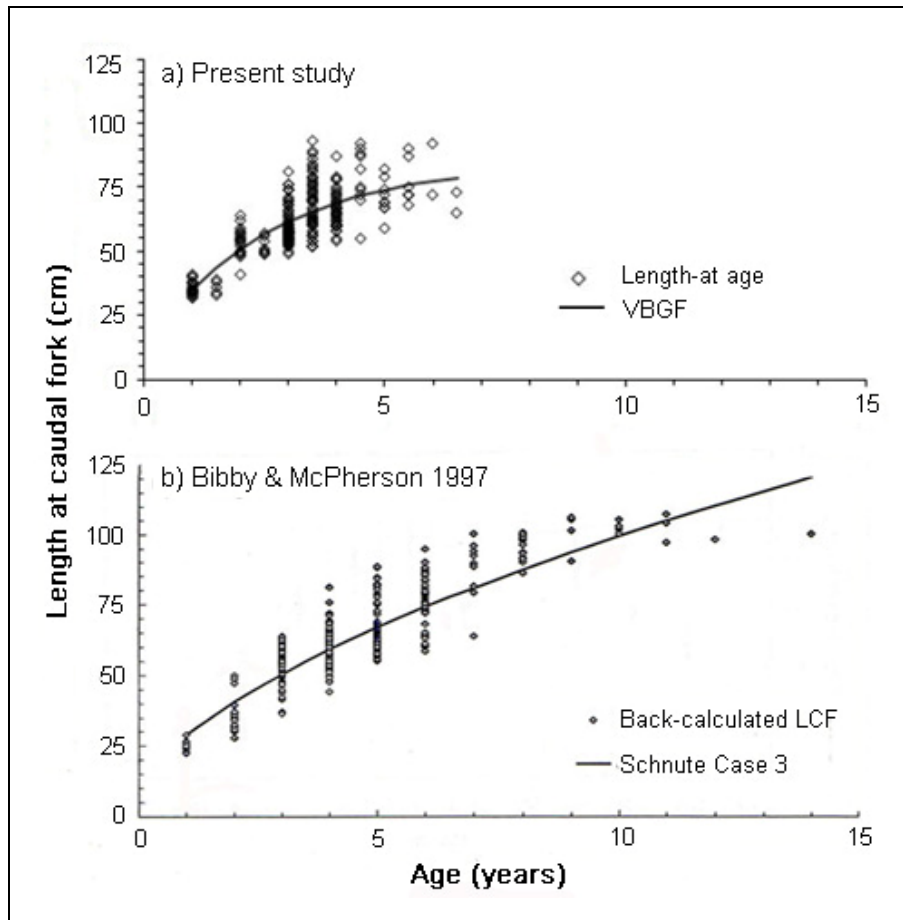 a) Present study
125
100
75
50
25
0
0
5
10
15
Length-at age
VBGF
Length at caudal fork (cm)
b) Bibby & McPherson 1997
125
100
75
50
25
0
0
5
10
15
Back-calculated LCF
Schnute Case 3
Age (years)